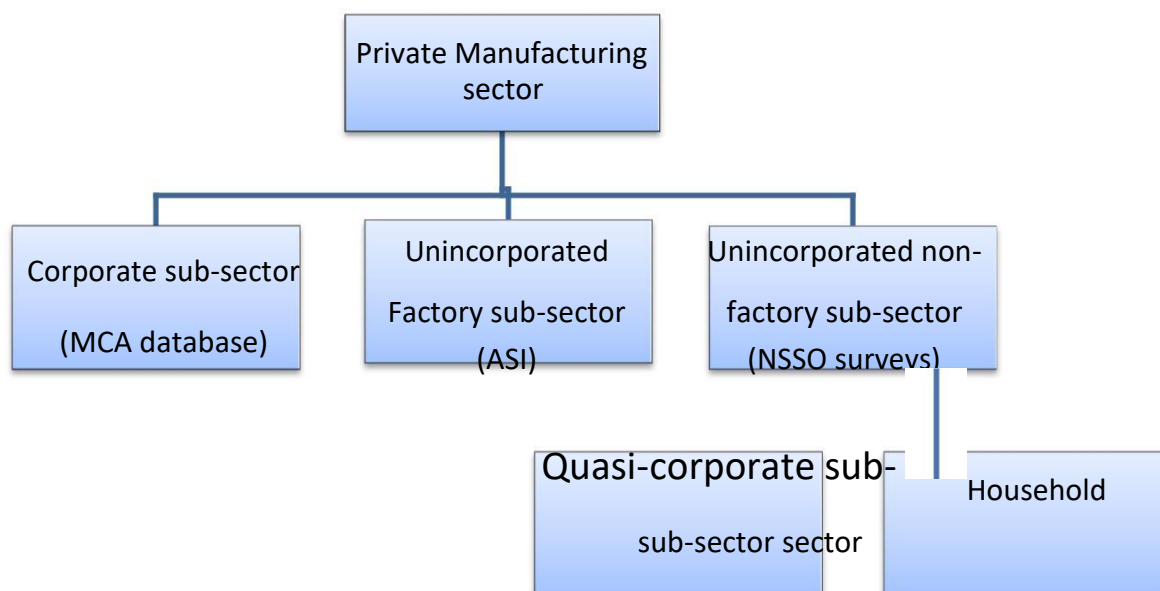 Private Manufacturing
sector
Corporate sub-sector
(MCA database)
Unincorporated
Factory sub-sector
(ASI)
Unincorporated non-
factory sub-sector
(NSSO surveys)
Quasi-corporate sub-
sub-sector sector
Household